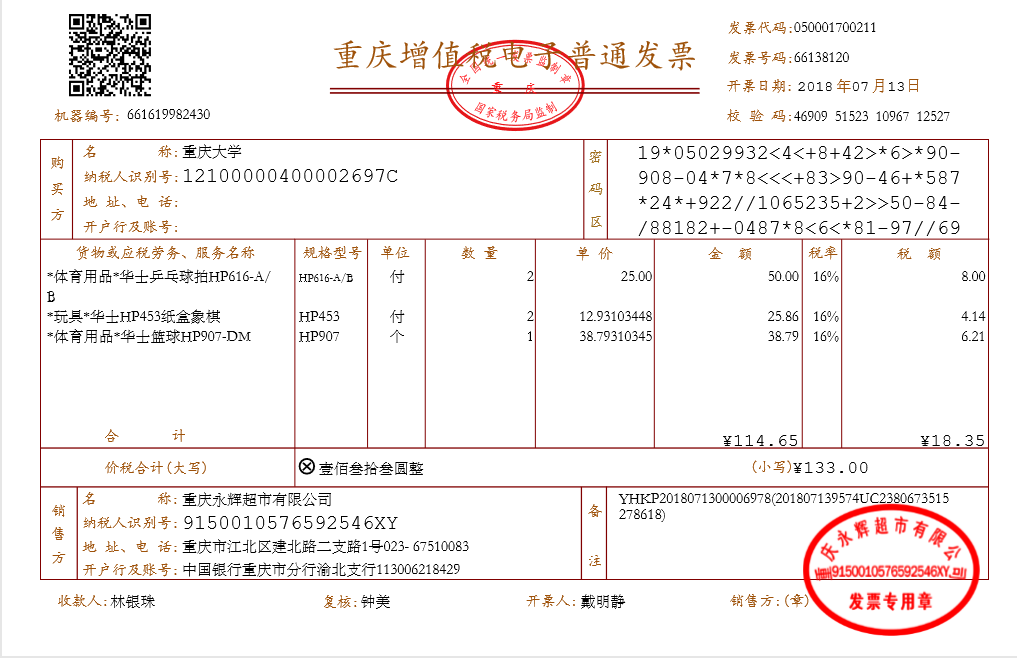 重庆增值税电子普通发票
全国统一发票监制章
重庆
国家税务局监制
发票代码:050001700211
发票号码:66138120
开票日期: 2018 年07 月13日
校 验 码:46909 51523 10967 12527
机器编号: 661619982430
购买方
名 称: 重庆大学
纳税人识别号: 12100000400002697C
地 址、电 话:
开户行及账号:
密码区
19*05029932<4<+8+42>*6>*90-
908-04*7*8<<<+83>90-46+*587
*24*+922//1065235+2>>50-84-
/88182+-0487*8<6<*81-97//69
货物或应税劳务、服务名称 规格型号 单位 数 量 单 价 金 额 税率 税 额
*体育用品*华士乒乓球拍HP616-A/ HP616-A/B 付 2 25.00 50.00 16% 8.00
B
*玩具*华士HP453纸盒象棋 HP453 付 2 12.93103448 25.86 16% 4.14
*体育用品*华士篮球HP907-DM HP907 个 1 38.79310345 38.79 16% 6.21
合 计 ¥114.65 ¥18.35
价税合计(大写) ⊗壹佰叁拾叁圆整 (小写)¥133.00
销售方
名 称: 重庆永辉超市有限公司
纳税人识别号: 9150010576592546XY
地 址、电 话: 重庆市江北区建北路二支路1号023- 67510083
开户行及账号: 中国银行重庆市分行渝北支行113006218429
备注
YHKP2018071300006978(201807139574UC2380673515
278618)
收款人: 林银珠 复核: 钟美 开票人: 戴明静 销售方:(章)
重庆永辉超市有限公司
9150010576592546XY
发票专用章